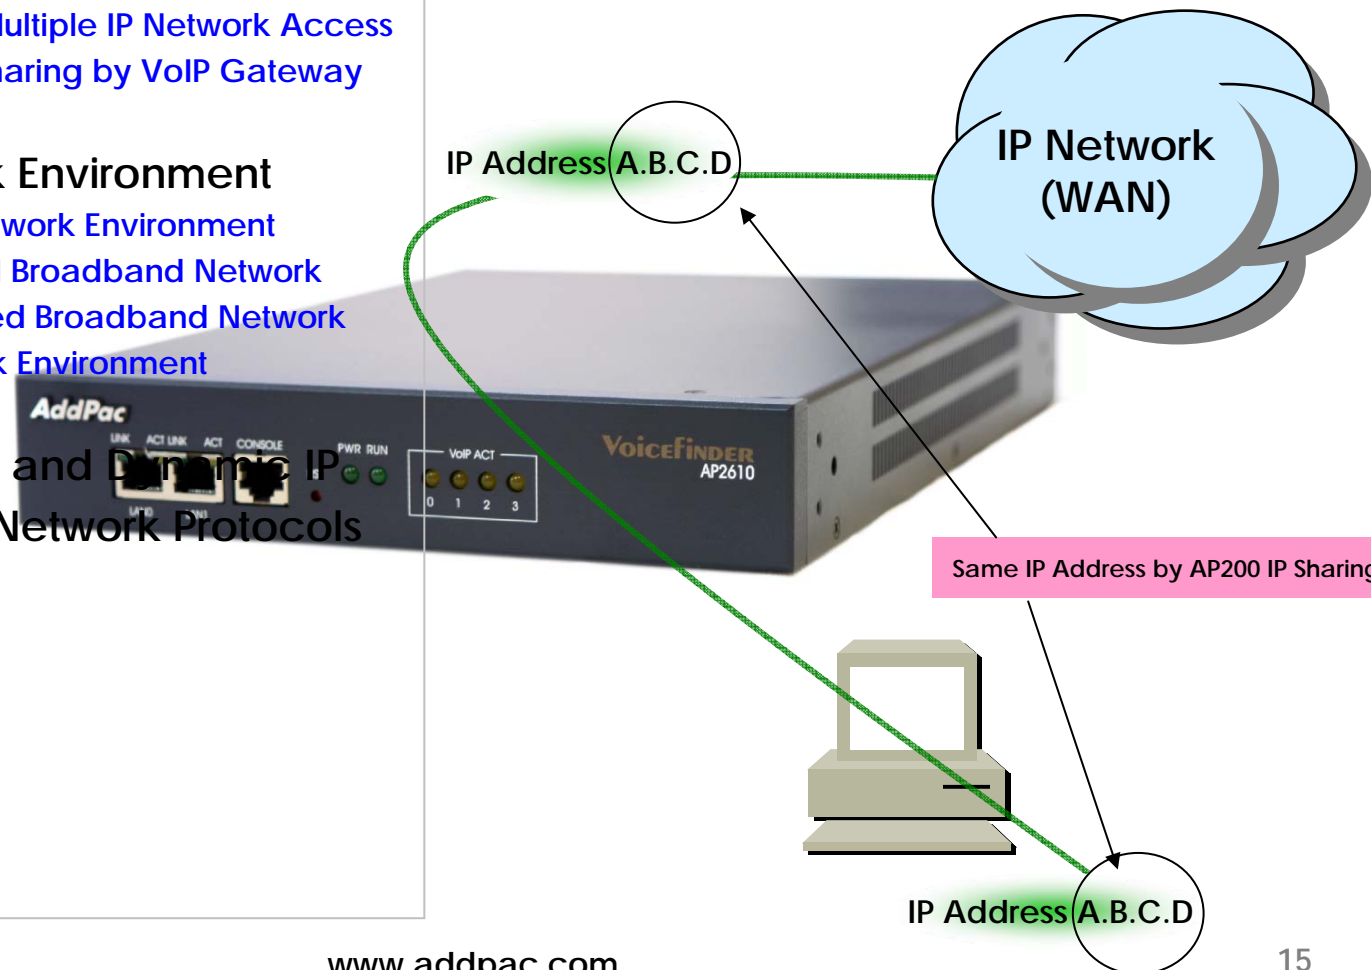 ultiple IP Network Access
haring by VoIP Gateway
Environment
work Environment
Broadband Network
ed Broadband Network
k Environment
and Dynamic IP
Network Protocols
IP Address A.B.C.D
IP Network
(WAN)
AddPac
LINK ACT LINK ACT CONSOLE
PWR RUN
VoIP ACT
0 1 2 3
VoiceFinder
AP2610
Same IP Address by AP200 IP Sharing
IP Address A.B.C.D
www.addpac.com
15